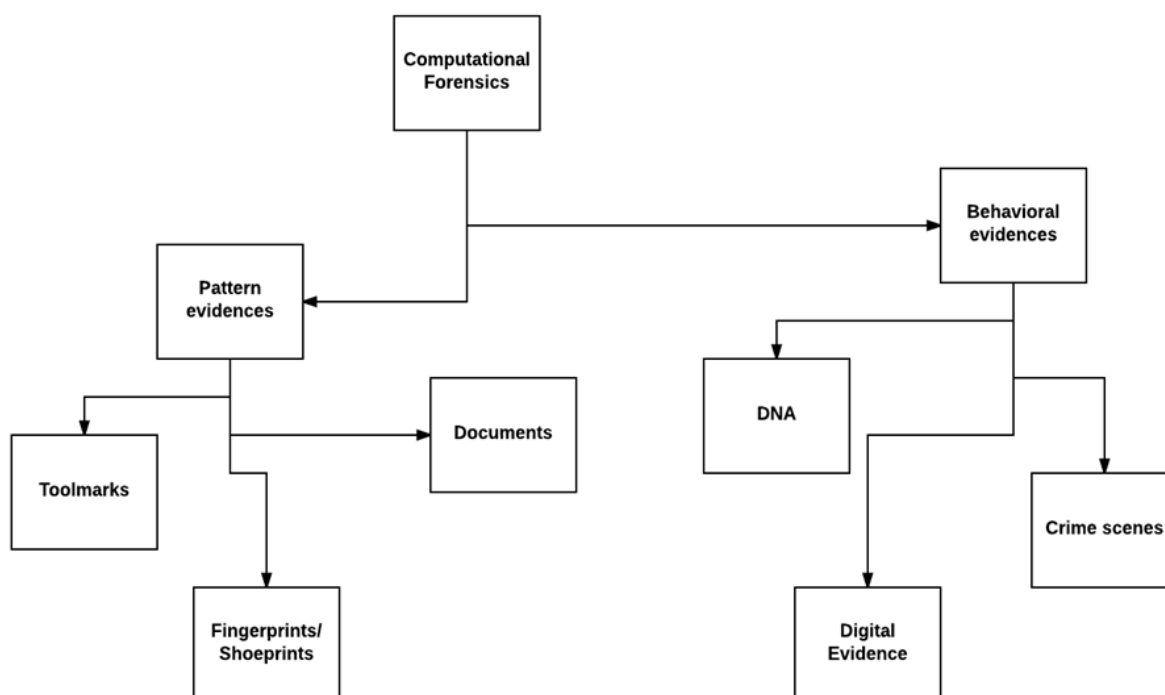 Computational
Forensics
Behavioral
evidences
Pattern
evidences
DNA
Documents
Toolmarks
Crime scenes
Fingerprints/
Shoeprints
Digital
Evidence